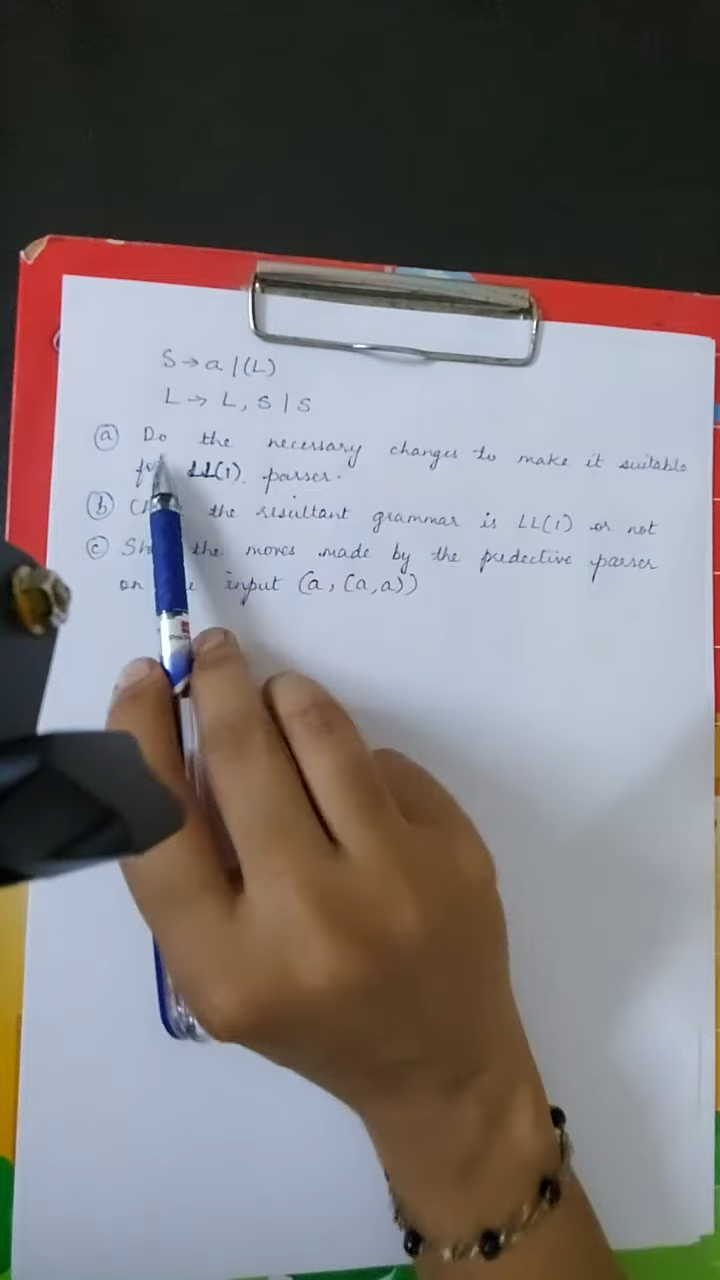 S → a | (L)
L → L, S | S
(a) Do the necessary changes to make it suitable
LL(1) parser.
(b) the resultant grammar is LL(1) or not
(c) the moves made by the predective parser
on input (a, (a,a))